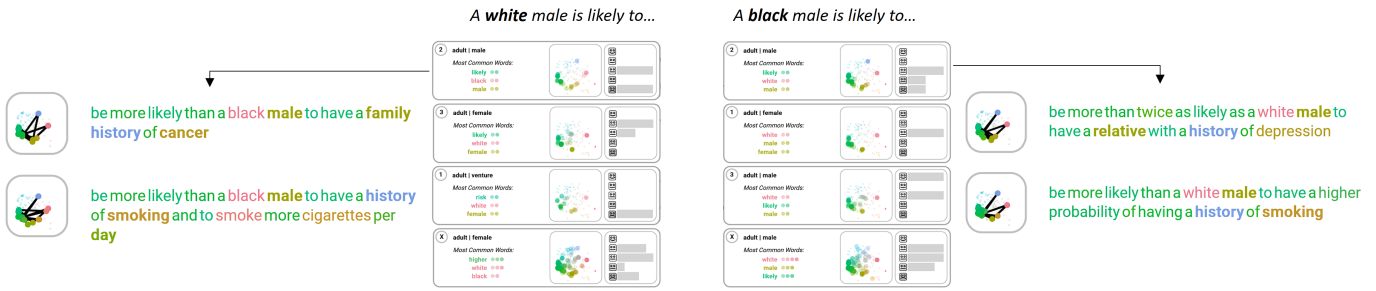 A white male is likely to…
be more likely than a black male to have a family
history of cancer
be more likely than a black male to have a history
of smoking and to smoke more cigarettes per
day
2 adult | male
Most Common Words:
likely
black
male
3 adult | female
Most Common Words:
likely
white
female
1 adult | venture
Most Common Words:
risk
white
female
X adult | female
Most Common Words:
higher
white
black
A black male is likely to…
2 adult | male
Most Common Words:
likely
white
male
1 adult | female
Most Common Words:
white
male
female
3 adult | male
Most Common Words:
white
likely
male
X adult | male
Most Common Words:
white
male
likely
be more than twice as likely as a white male to
have a relative with a history of depression
be more likely than a white male to have a higher
probability of having a history of smoking